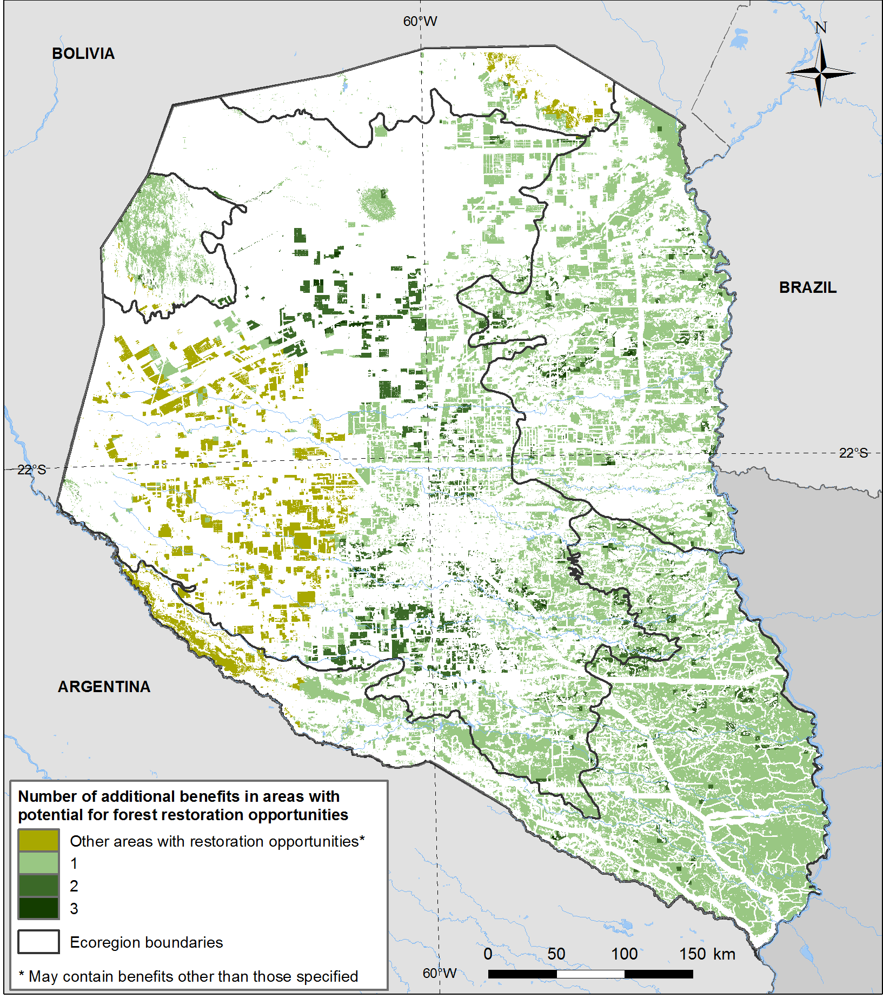 60°W
N
BOLIVIA
BRAZIL
22°S
22°S
ARGENTINA
Number of additional benefits in areas with
potential for forest restoration opportunities
Other areas with restoration opportunities*
1
2
3
Ecoregion boundaries
* May contain benefits other than those specified
0 50 100 150 km
60°W